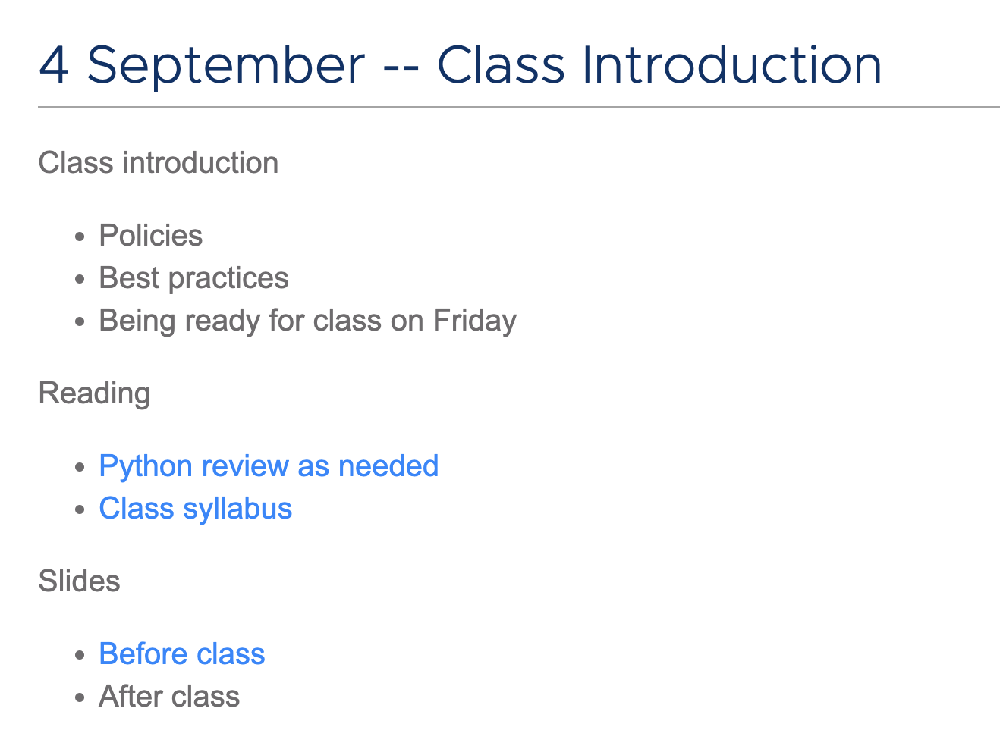 4 September -- Class Introduction
Class introduction
Policies
Best practices
Being ready for class on Friday
Reading
Python review as needed
Class syllabus
Slides
Before class
After class